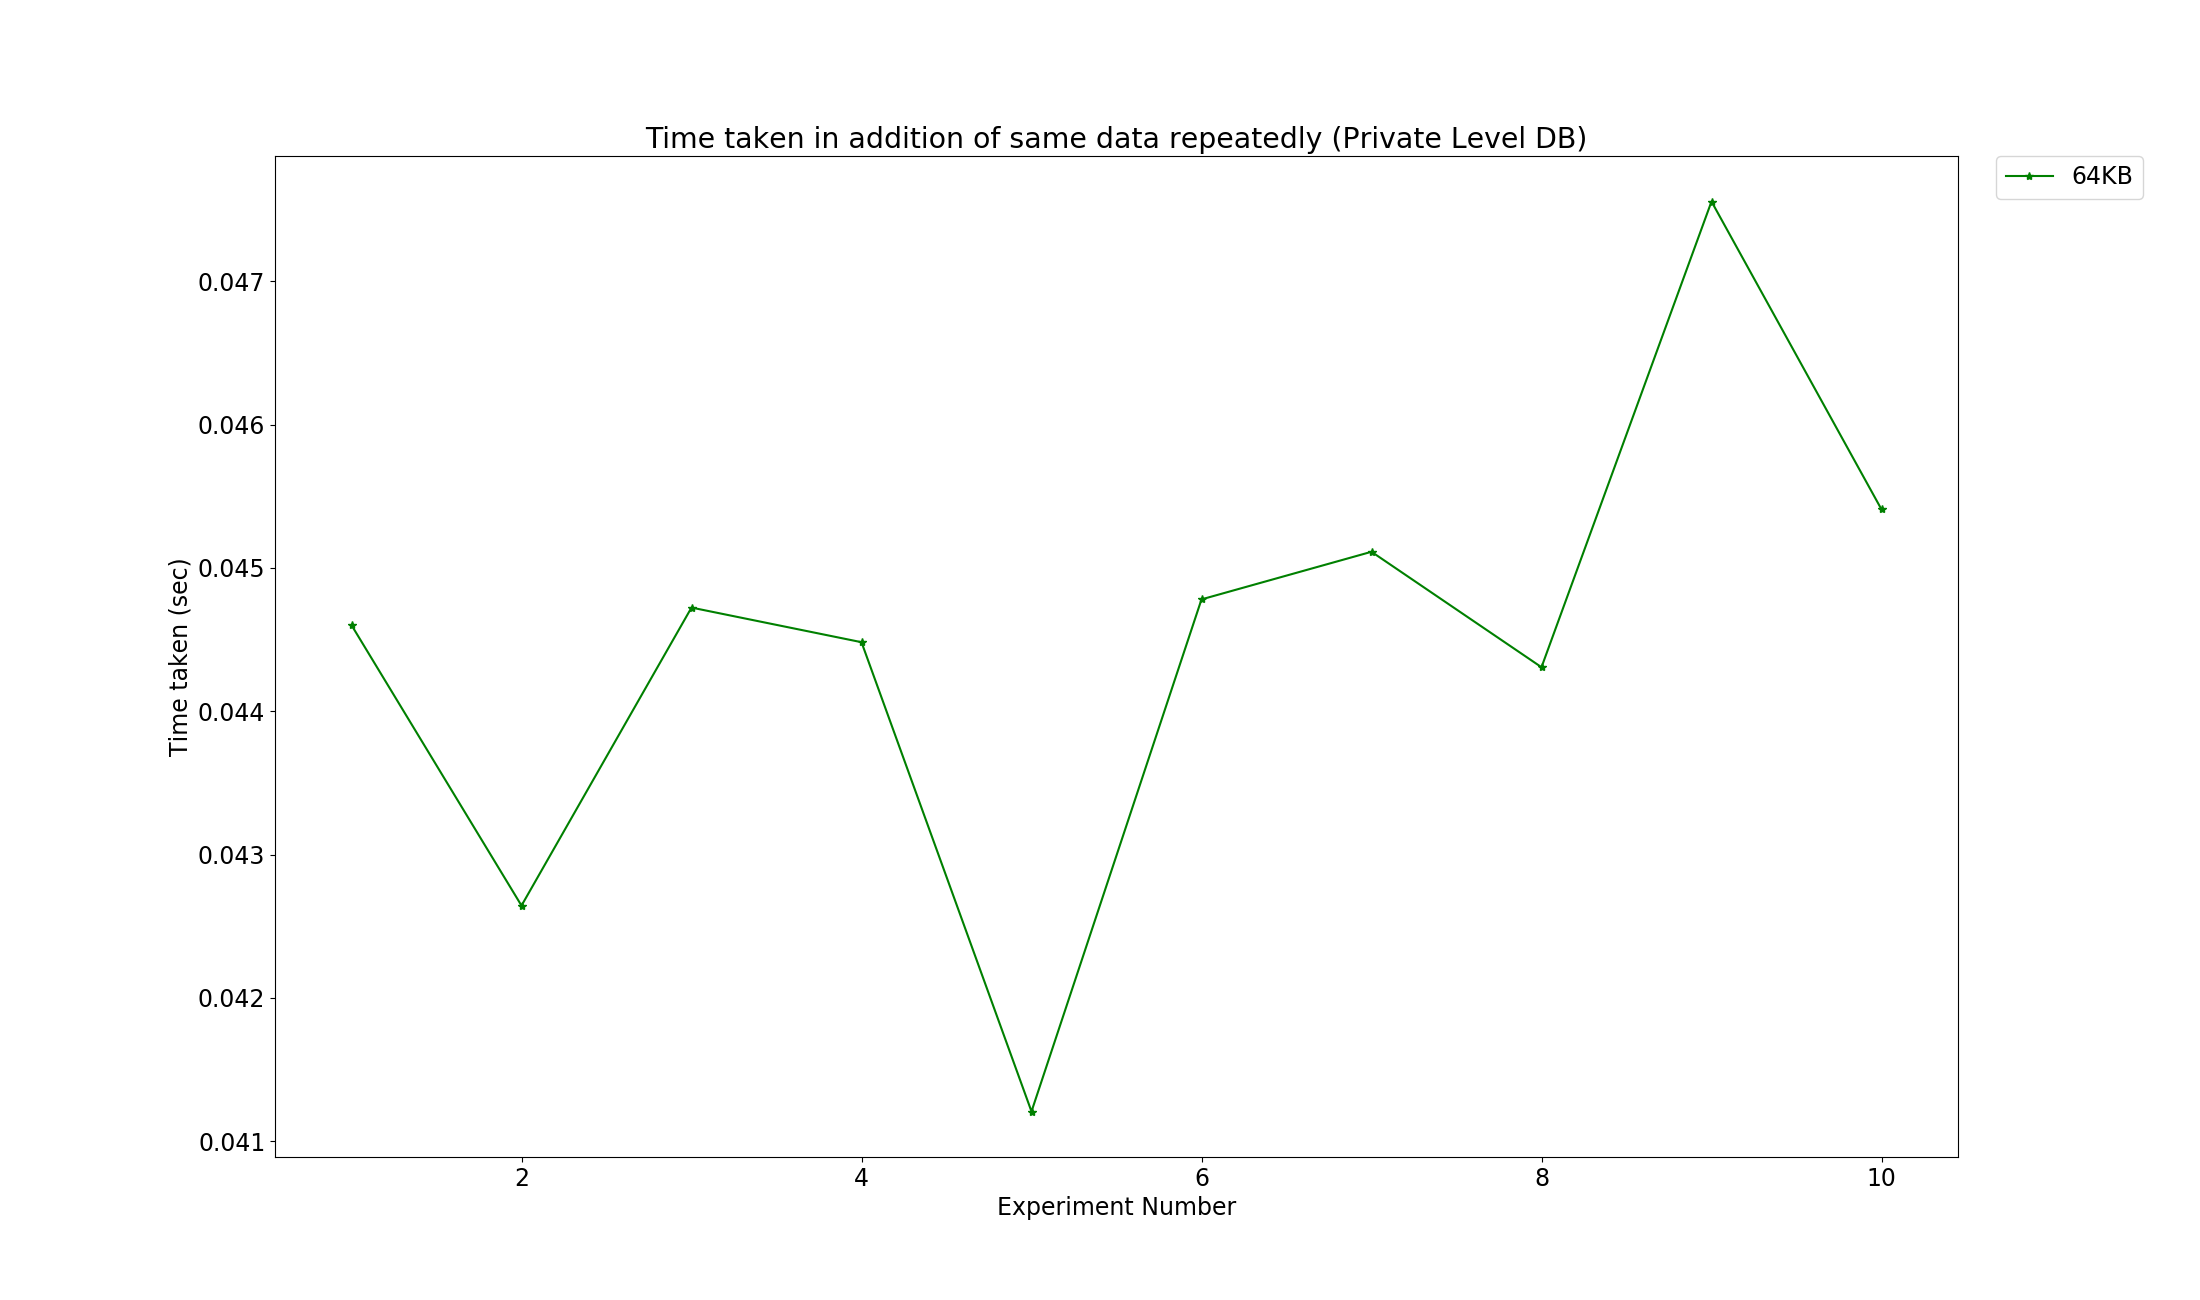 Time taken in addition of same data repeatedly (Private Level DB)
64KB
0.047
0.046
0.045
0.044
0.043
0.042
0.041
Time taken (sec)
2 4 6 8 10
Experiment Number